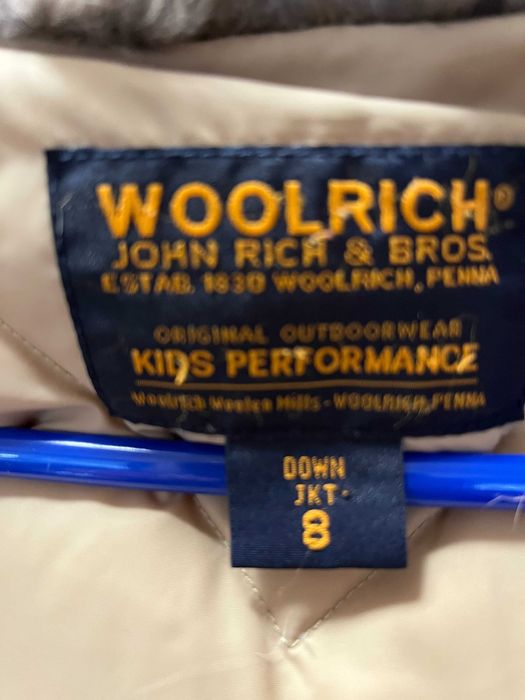 WOOLRICH®
JOHN RICH & BROS.
ESTAB. 1830 WOOLRICH, PENNA
ORIGINAL OUTDOORWEAR
KIDS PERFORMANCE
Woolrich Woolen Mills - WOOLRICH, PENNA
DOWN
JKT-
8